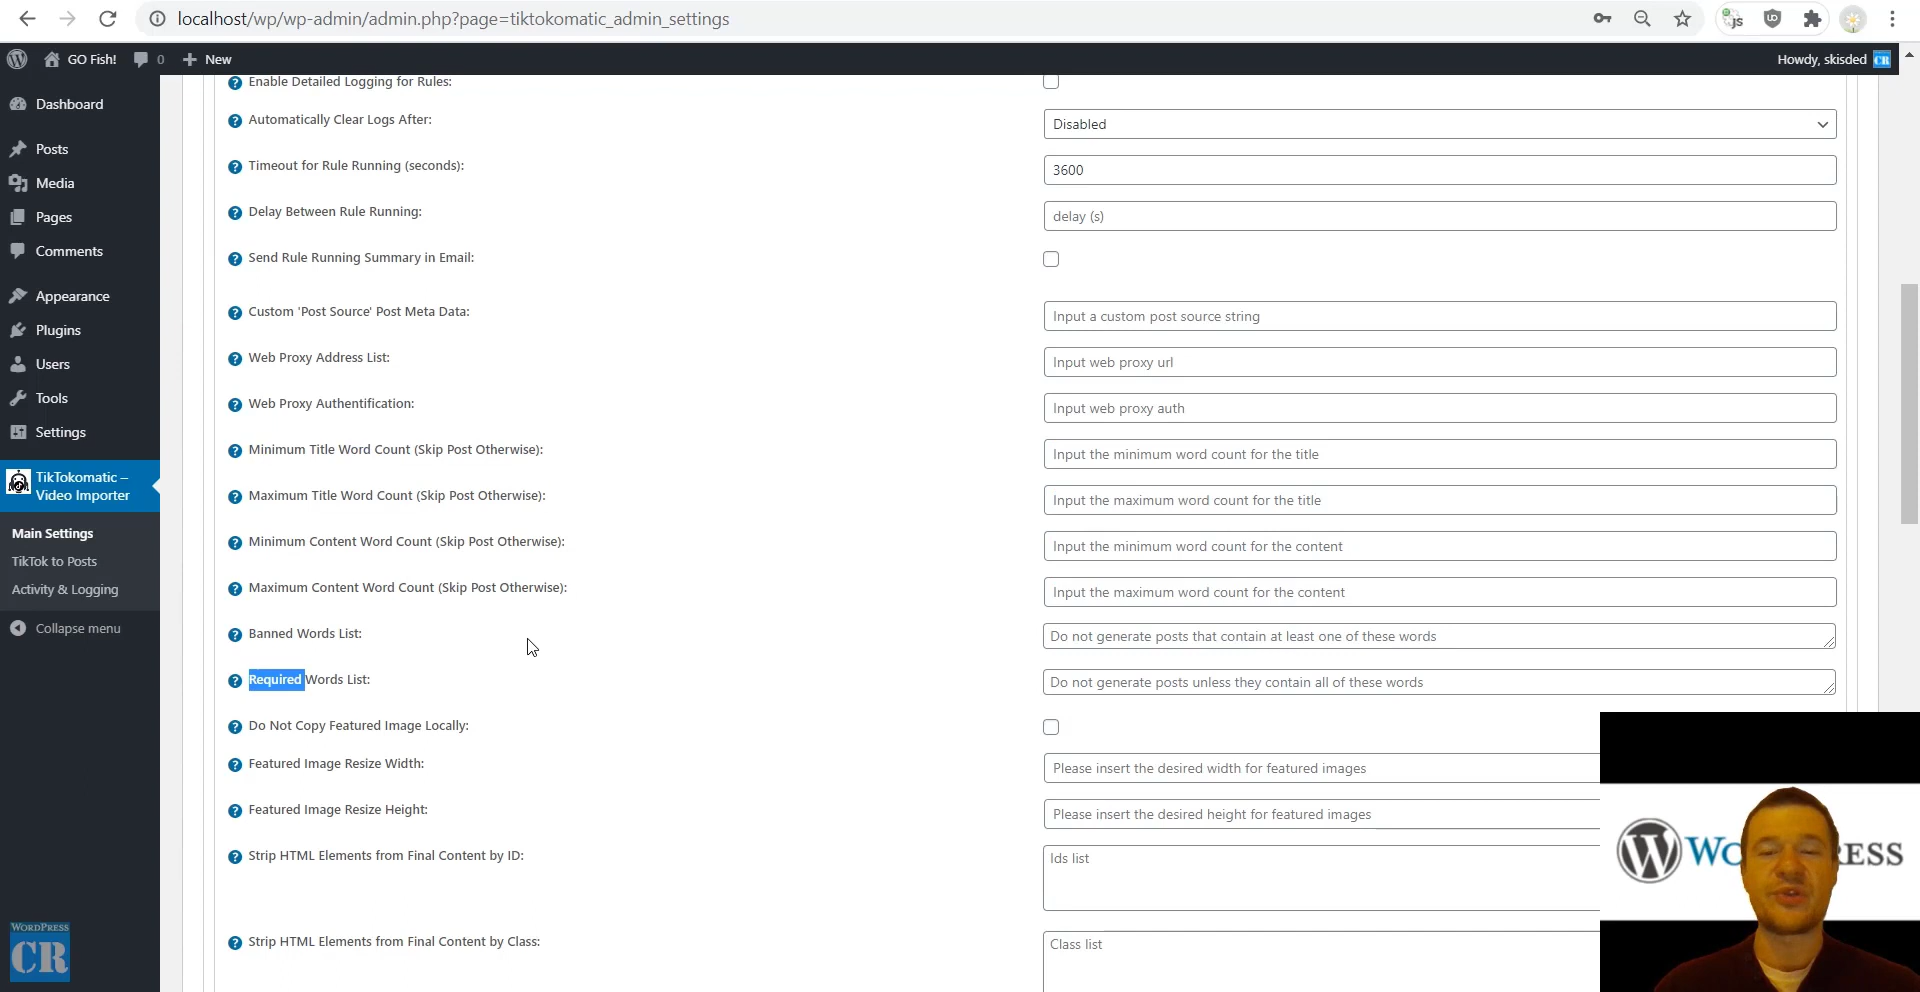 localhost/wp/wp-admin/admin.php?page=tiktokomatic_admin_settings
JS
GO Fish!
0
New
Howdy, skisded
CR
Dashboard
Posts
Media
Pages
Comments
Appearance
Plugins
Users
Tools
Settings
TikTokomatic –
Video Importer
Main Settings
TikTok to Posts
Activity & Logging
Collapse menu
Enable Detailed Logging for Rules:
Automatically Clear Logs After:
Disabled
Timeout for Rule Running (seconds):
3600
Delay Between Rule Running:
delay (s)
Send Rule Running Summary in Email:
Custom 'Post Source' Post Meta Data:
Input a custom post source string
Web Proxy Address List:
Input web proxy url
Web Proxy Authentification:
Input web proxy auth
Minimum Title Word Count (Skip Post Otherwise):
Input the minimum word count for the title
Maximum Title Word Count (Skip Post Otherwise):
Input the maximum word count for the title
Minimum Content Word Count (Skip Post Otherwise):
Input the minimum word count for the content
Maximum Content Word Count (Skip Post Otherwise):
Input the maximum word count for the content
Banned Words List:
Do not generate posts that contain at least one of these words
Required Words List:
Do not generate posts unless they contain all of these words
Do Not Copy Featured Image Locally:
Featured Image Resize Width:
Please insert the desired width for featured images
Featured Image Resize Height:
Please insert the desired height for featured images
Strip HTML Elements from Final Content by ID:
Ids list
Strip HTML Elements from Final Content by Class:
Class list
WORDPRESS
CR
W WO ESS